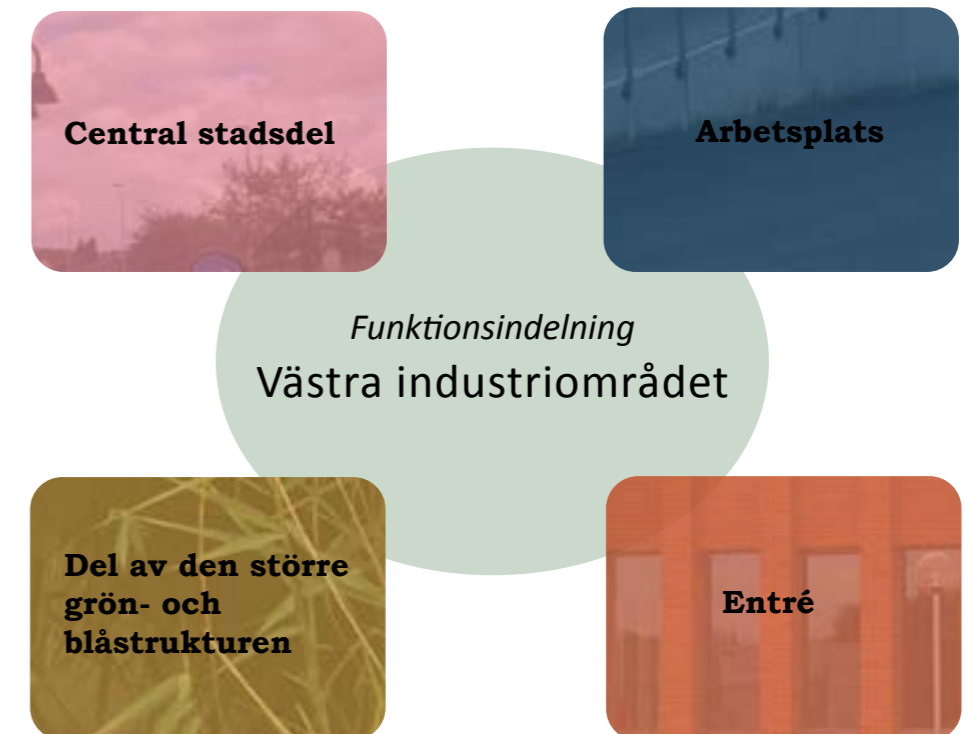 Central stadsdel
Arbetsplats
Funktionsindelning
Västra industriområdet
Del av den större
grön- och
blåstrukturen
Entré